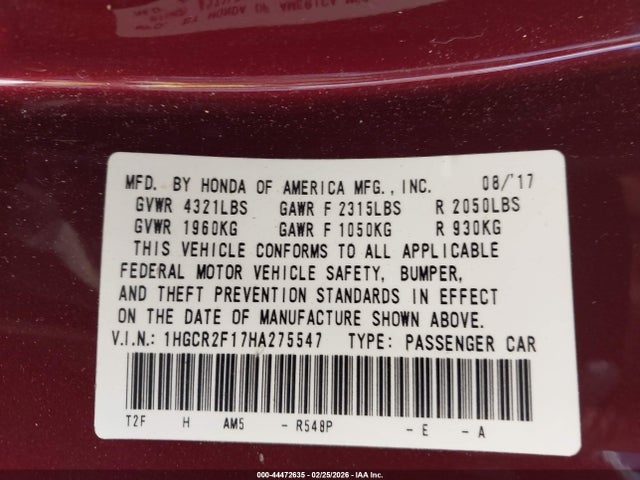 MFD. BY HONDA OF AMERICA MFG., INC. 08/'17
GVWR 4321LBS GAWR F 2315LBS R 2050LBS
GVWR 1960KG GAWR F 1050KG R 930KG
THIS VEHICLE CONFORMS TO ALL APPLICABLE
FEDERAL MOTOR VEHICLE SAFETY, BUMPER,
AND THEFT PREVENTION STANDARDS IN EFFECT
ON THE DATE OF MANUFACTURE SHOWN ABOVE.
V.I.N.: 1HGCR2F17HA275547 TYPE: PASSENGER CAR
T2F H AM5 - R548P - E - A
000-44472635 - 02/25/2026 - IAA Inc.